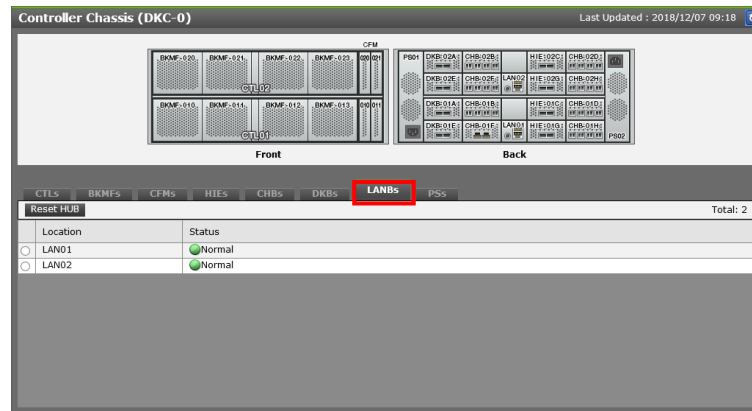 Controller Chassis (DKC-0)
Last Updated : 2018/12/07 09:18
CFM
BKMF-020 BKMF-021 BKMF-022 BKMF-023 020 021
CTL02
BKMF-010 BKMF-011 BKMF-012 BKMF-013 010 011
CTL01
Front
PS01 DKB-02A CHB-02B HIE-02C CHB-02D
DKB-02E CHB-02F LAN02 HIE-02G CHB-02H
DKB-01A CHB-01B HIE-01C CHB-01D
DKB-01E CHB-01F LAN01 HIE-01G CHB-01H PS02
Back
CTLs BKMFs CFMs HIEs CHBs DKBs LANBs PSs
Reset HUB Total: 2
Location Status
LAN01 Normal
LAN02 Normal